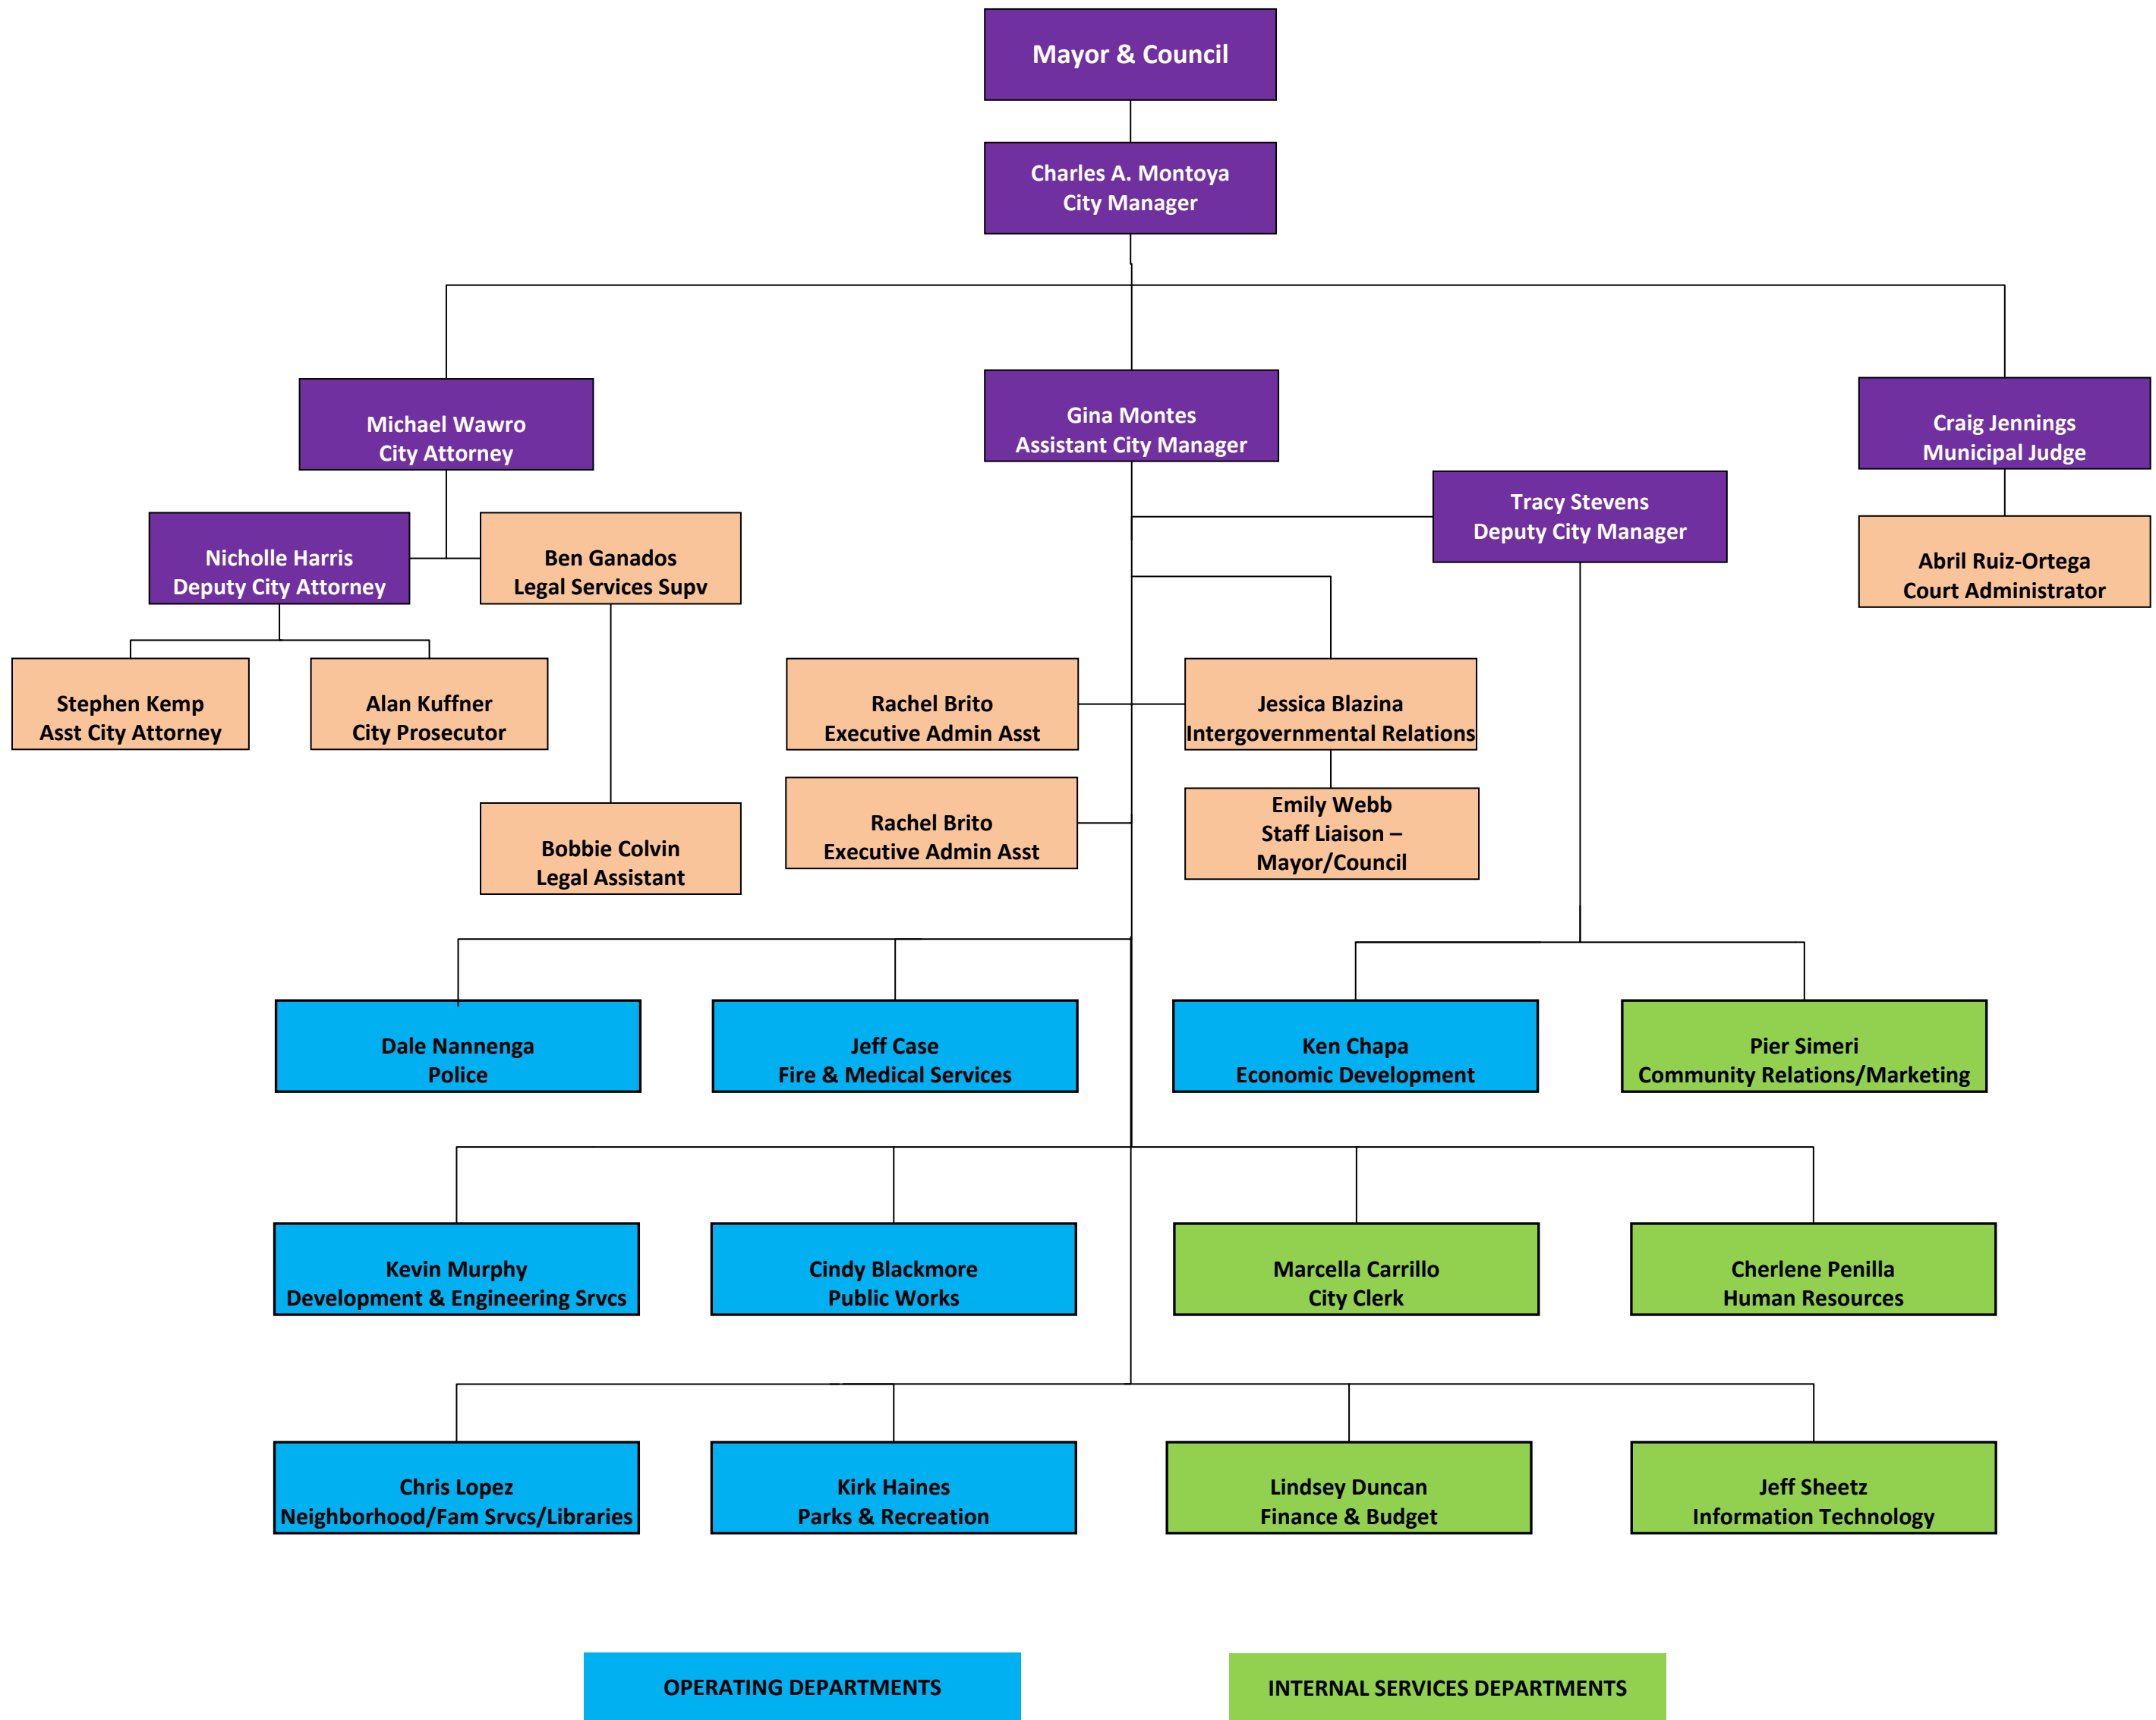 Mayor & Council
Charles A. Montoya
City Manager
Michael Wawro
City Attorney
Gina Montes
Assistant City Manager
Craig Jennings
Municipal Judge
Tracy Stevens
Deputy City Manager
Nicholle Harris
Deputy City Attorney
Ben Ganados
Legal Services Supv
Abril Ruiz-Ortega
Court Administrator
Stephen Kemp
Asst City Attorney
Alan Kuffner
City Prosecutor
Rachel Brito
Executive Admin Asst
Jessica Blazina
Intergovernmental Relations
Bobbie Colvin
Legal Assistant
Rachel Brito
Executive Admin Asst
Emily Webb
Staff Liaison –
Mayor/Council
Dale Nannenga
Police
Jeff Case
Fire & Medical Services
Ken Chapa
Economic Development
Pier Simeri
Community Relations/Marketing
Kevin Murphy
Development & Engineering Srvcs
Cindy Blackmore
Public Works
Marcella Carrillo
City Clerk
Cherlene Penilla
Human Resources
Chris Lopez
Neighborhood/Fam Srvcs/Libraries
Kirk Haines
Parks & Recreation
Lindsey Duncan
Finance & Budget
Jeff Sheetz
Information Technology
OPERATING DEPARTMENTS
INTERNAL SERVICES DEPARTMENTS